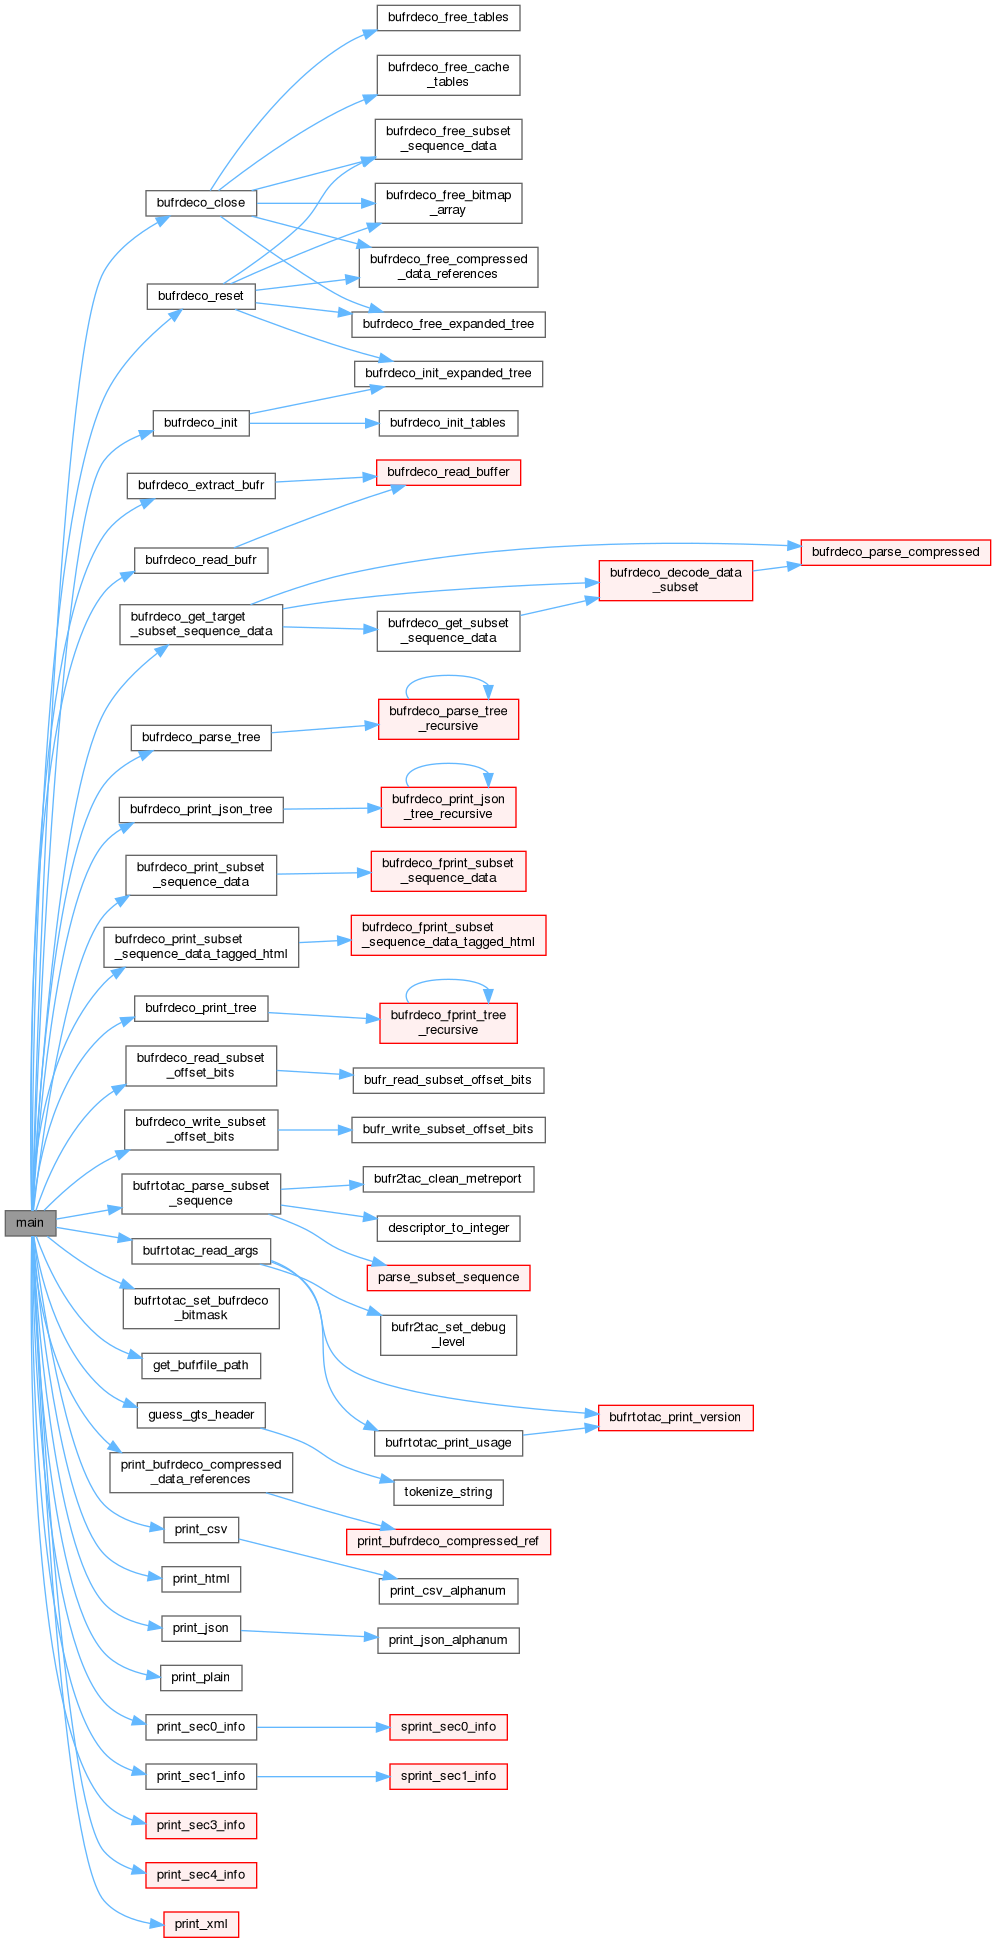 bufrdeco_free_tables
bufrdeco_free_cache
_tables
bufrdeco_free_subset
_sequence_data
bufrdeco_close
bufrdeco_free_bitmap
_array
bufrdeco_free_compressed
_data_references
bufrdeco_reset
bufrdeco_free_expanded_tree
bufrdeco_init_expanded_tree
bufrdeco_init
bufrdeco_init_tables
bufrdeco_extract_bufr
bufrdeco_read_buffer
bufrdeco_read_bufr
bufrdeco_parse_compressed
bufrdeco_decode_data
_subset
bufrdeco_get_target
_subset_sequence_data
bufrdeco_get_subset
_sequence_data
bufrdeco_parse_tree
bufrdeco_parse_tree
_recursive
bufrdeco_print_json_tree
bufrdeco_print_json
_tree_recursive
bufrdeco_print_subset
_sequence_data
bufrdeco_fprint_subset
_sequence_data
bufrdeco_print_subset
_sequence_data_tagged_html
bufrdeco_fprint_subset
_sequence_data_tagged_html
bufrdeco_print_tree
bufrdeco_fprint_tree
_recursive
bufrdeco_read_subset
_offset_bits
bufr_read_subset_offset_bits
bufrdeco_write_subset
_offset_bits
bufr_write_subset_offset_bits
bufrtotac_parse_subset
_sequence
bufr2tac_clean_metreport
descriptor_to_integer
main
bufrtotac_read_args
parse_subset_sequence
bufrtotac_set_bufrdeco
_bitmask
bufr2tac_set_debug
_level
get_bufrfile_path
guess_gts_header
bufrtotac_print_usage
bufrtotac_print_version
print_bufrdeco_compressed
_data_references
tokenize_string
print_csv
print_bufrdeco_compressed_ref
print_html
print_csv_alphanum
print_json
print_json_alphanum
print_plain
print_sec0_info
sprint_sec0_info
print_sec1_info
sprint_sec1_info
print_sec3_info
print_sec4_info
print_xml